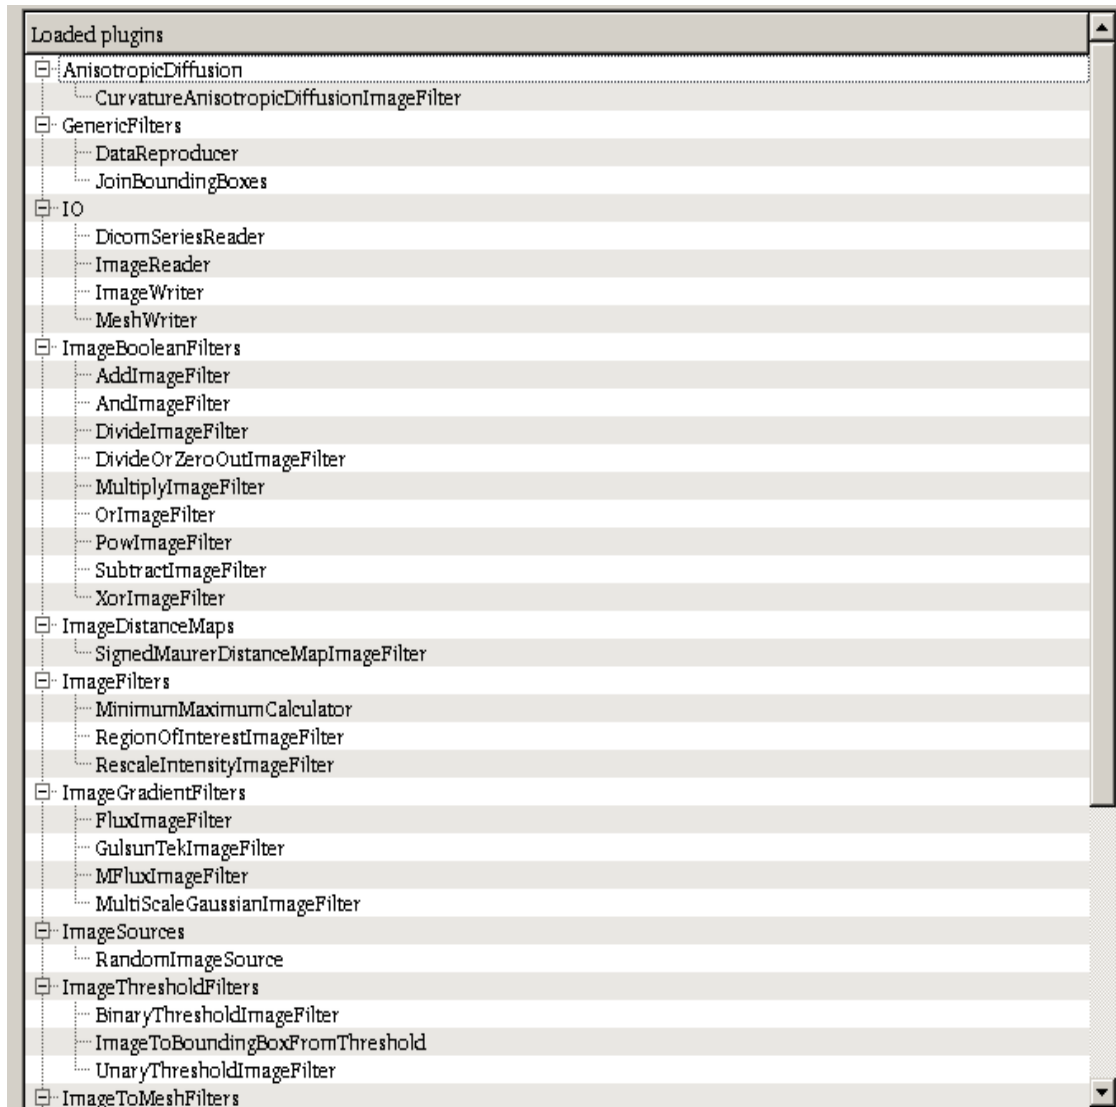 Loaded plugins
AnisotropicDiffusion
CurvatureAnisotropicDiffusionImageFilter
GenericFilters
DataReproducer
JoinBoundingBoxes
IO
DicomSeriesReader
ImageReader
ImageWriter
MeshWriter
ImageBooleanFilters
AddImageFilter
AndImageFilter
DivideImageFilter
DivideOrZeroOutImageFilter
MultiplyImageFilter
OrImageFilter
PowImageFilter
SubtractImageFilter
XorImageFilter
ImageDistanceMaps
SignedMaurerDistanceMapImageFilter
ImageFilters
MinimumMaximumCalculator
RegionOfInterestImageFilter
RescaleIntensityImageFilter
ImageGradientFilters
FluxImageFilter
GulsunTekImageFilter
MFluxImageFilter
MultiScaleGaussianImageFilter
ImageSources
RandomImageSource
ImageThresholdFilters
BinaryThresholdImageFilter
ImageToBoundingBoxFromThreshold
UnaryThresholdImageFilter
ImageToMeshFilters